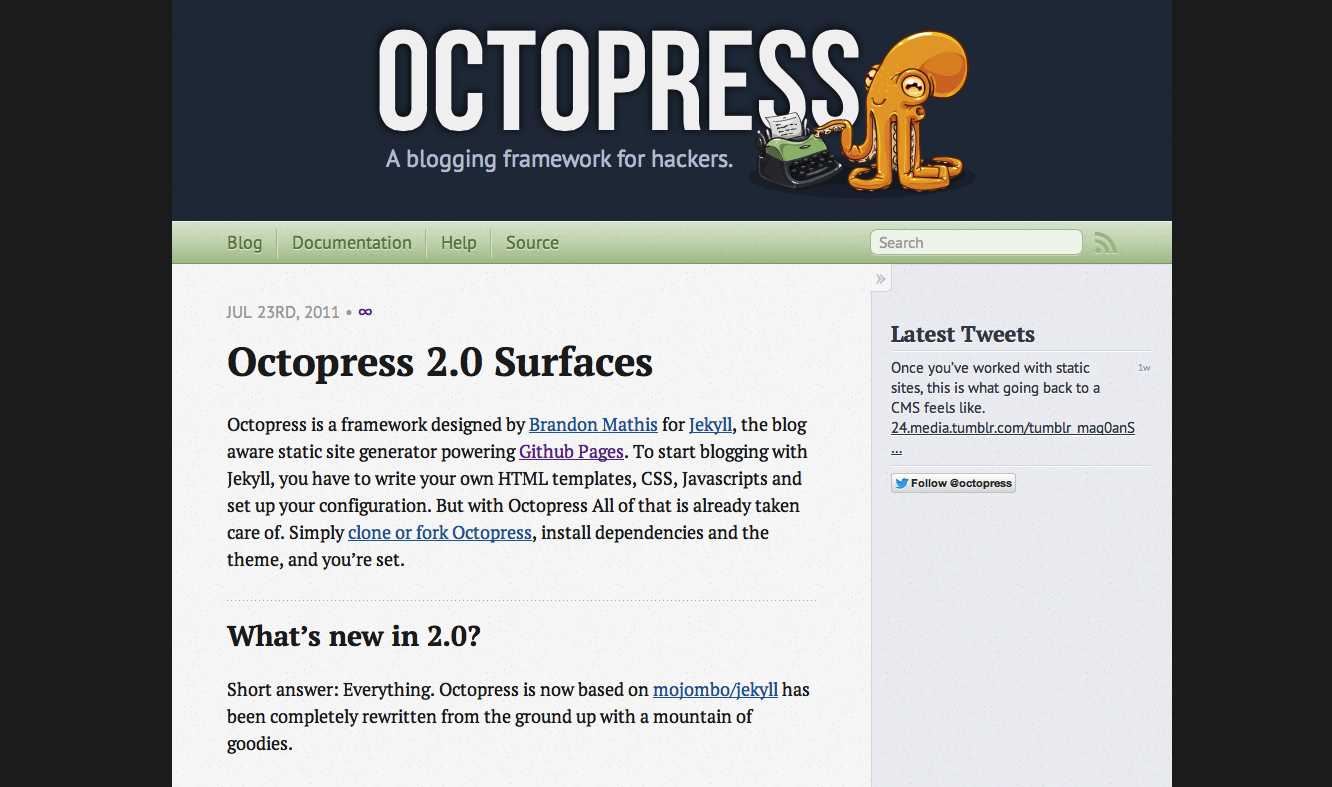 OCTOPRESS
A blogging framework for hackers.
Blog
Documentation
Help
Source
Search
»
JUL 23RD, 2011 • ∞
Octopress 2.0 Surfaces
Octopress is a framework designed by Brandon Mathis for Jekyll, the blog
aware static site generator powering Github Pages. To start blogging with
Jekyll, you have to write your own HTML templates, CSS, Javascripts and
set up your configuration. But with Octopress All of that is already taken
care of. Simply clone or fork Octopress, install dependencies and the
theme, and you’re set.
What’s new in 2.0?
Short answer: Everything. Octopress is now based on mojombo/jekyll has
been completely rewritten from the ground up with a mountain of
goodies.
Latest Tweets
Once you’ve worked with static
1w
sites, this is what going back to a
CMS feels like.
24.media.tumblr.com/tumblr_maq0anS
…
Follow @octopress